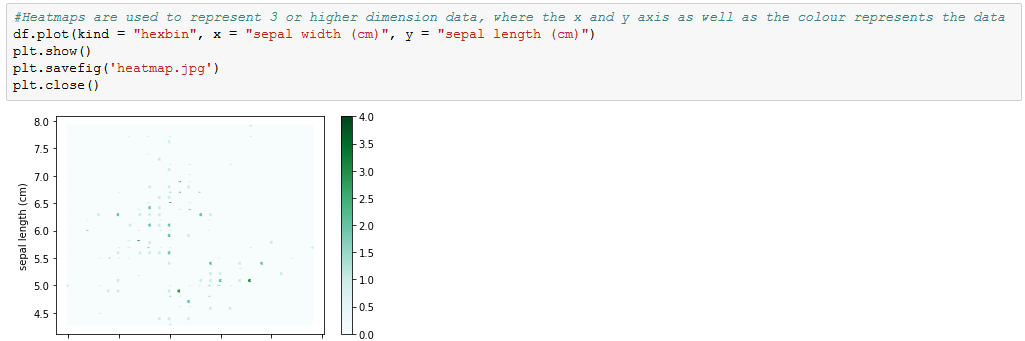 #Heatmaps are used to represent 3 or higher dimension data, where the x and y axis as well as the colour represents the data
df.plot(kind = "hexbin", x = "sepal width (cm)", y = "sepal length (cm)")
plt.show()
plt.savefig('heatmap.jpg')
plt.close()
8.0
7.5
7.0
6.5
6.0
5.5
5.0
4.5
sepal length (cm)
4.0
3.5
3.0
2.5
2.0
1.5
1.0
0.5
0.0